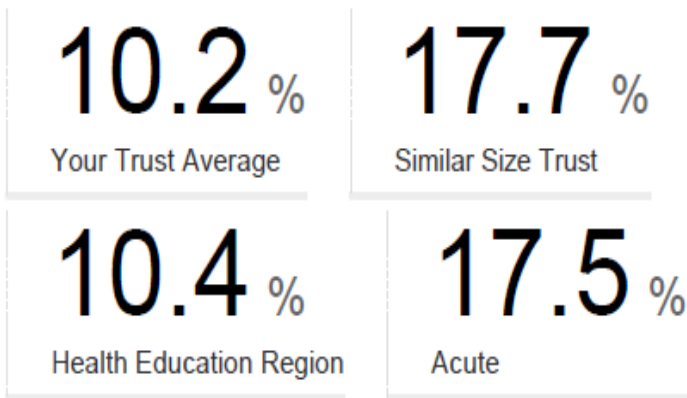 10.2 % 17.7 %
Your Trust Average Similar Size Trust
10.4 % 17.5 %
Health Education Region Acute